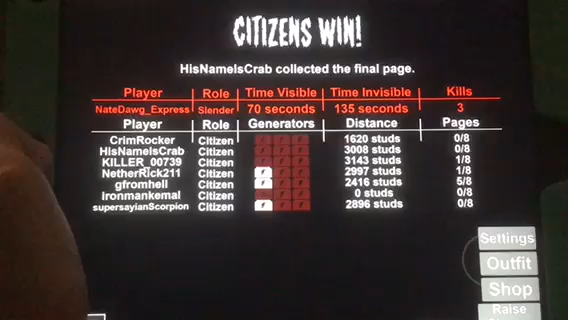 CITIZENS WIN!
HisNameIsCrab collected the final page.
Player Role Time Visible Time Invisible Kills
NateDawg_Express Slender 70 seconds 135 seconds 3
Player Role Generators Distance Pages
CrimRocker Citizen 1620 studs 0/8
HisNameIsCrab Citizen 3008 studs 0/8
KILLER_00739 Citizen 3143 studs 1/8
NetherRick211 Citizen 2997 studs 1/8
gfromhell Citizen 2416 studs 5/8
Ironmankemal Citizen 0 studs 0/8
supersayianScorpion Citizen 2896 studs 0/8
Settings
Outfit
Shop
Raise